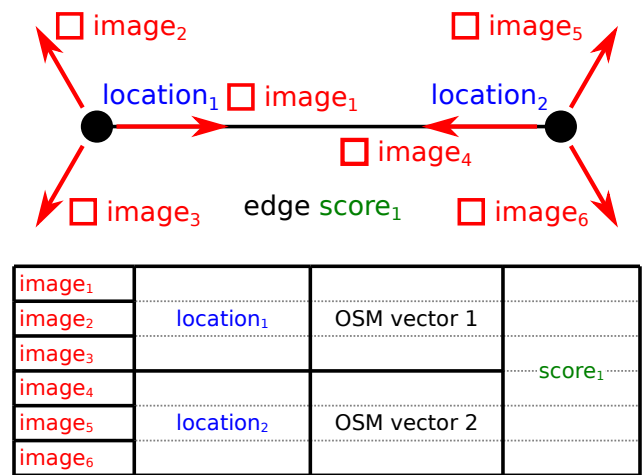 image₂
image₅
location₁
image₁
location₂
image₄
image₃
edge score₁
image₆
image₁
image₂ location₁ OSM vector 1
image₃
score₁
image₄
image₅ location₂ OSM vector 2
image₆